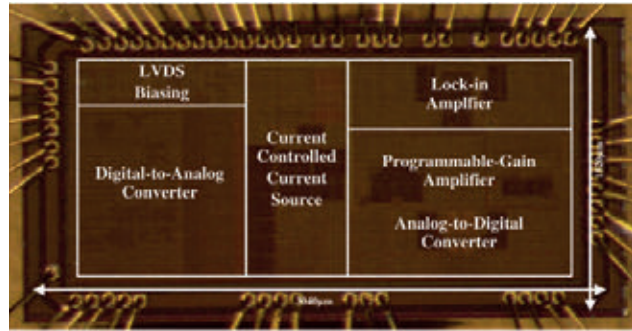 LVDS
Biasing
Digital-to-Analog
Converter
Current
Controlled
Current
Source
Lock-in
Amplfier
Programmable-Gain
Amplifier
Analog-to-Digital
Converter